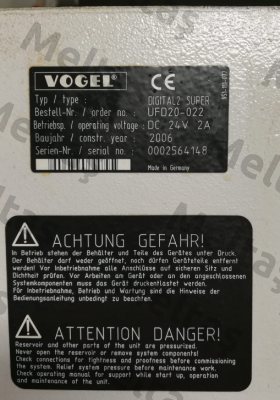 VOGEL®
CE
Typ / type : DIGITAL2 SUPER
Bestell-Nr / order no. : UFD20-022
Betriebsp. / operating voltage : DC 24V 2A
Baujahr / constr. year : 2006
Serien-Nr / serial no. : 0002564148
Made in Germany
ACHTUNG GEFAHR!
In Betrieb stehen der Behälter und Teile des Gerätes unter Druck.
Der Behälter darf weder geöffnet, noch dürfen Geräteteile entfernt
werden! Vor Inbetriebnahme alle Anschlüsse auf sicheren Sitz und
Dichtheit prüfen. Vor Arbeiten am Gerät oder an den angeschlossenen
Systemkomponenten muss das Gerät druckentlastet werden.
Vor Inbetriebnahme, Betrieb und Wartung sind die Hinweise der
Bedienungsanleitung unbedingt zu beachten!
ATTENTION DANGER!
Reservoir and other parts of the unit are pressurized.
Never open the reservoir or remove system components!
Check connections for tightness and proofness before commissioning
the system. Relief system pressure before maintenance work.
Check operating manual for software while start up, operation
and maintenance of the unit.
Meltaş